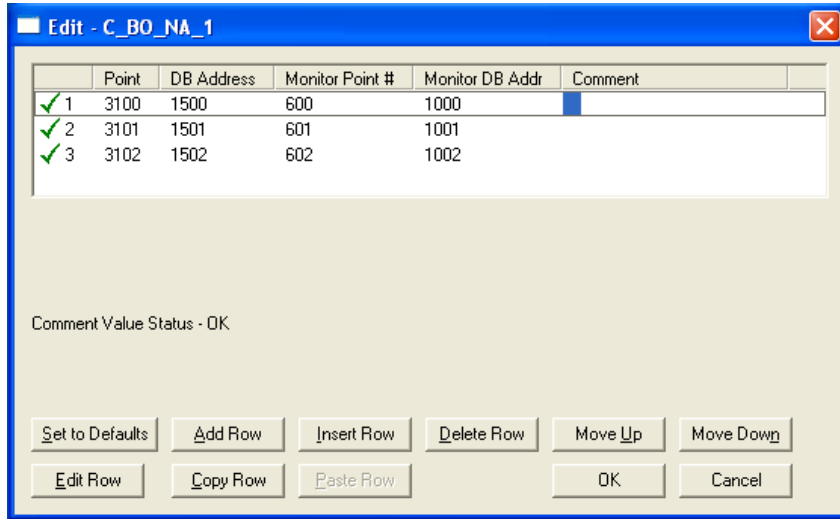 Edit - C_BO_NA_1
Point DB Address Monitor Point # Monitor DB Addr Comment
1 3100 1500 600 1000
2 3101 1501 601 1001
3 3102 1502 602 1002
Comment Value Status - OK
Set to Defaults Add Row Insert Row Delete Row Move Up Move Down
Edit Row Copy Row Paste Row OK Cancel